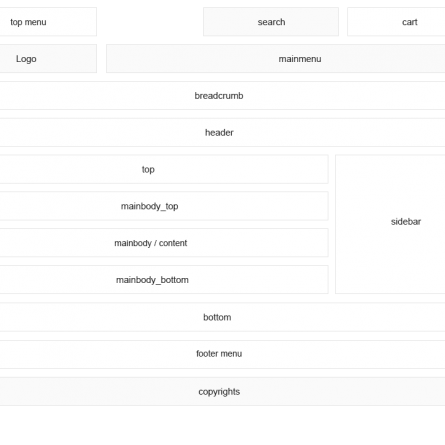 top menu search cart
Logo mainmenu
breadcrumb
header
top
mainbody_top
sidebar
mainbody / content
mainbody_bottom
bottom
footer menu
copyrights